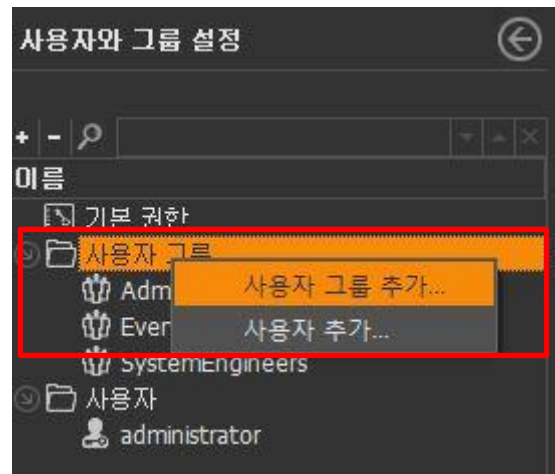 사용자와 그룹 설정
+ -
이름
기본 권한
사용자 그룹
Adm
사용자 그룹 추가...
Ever
사용자 추가...
SystemEngineers
사용자
administrator